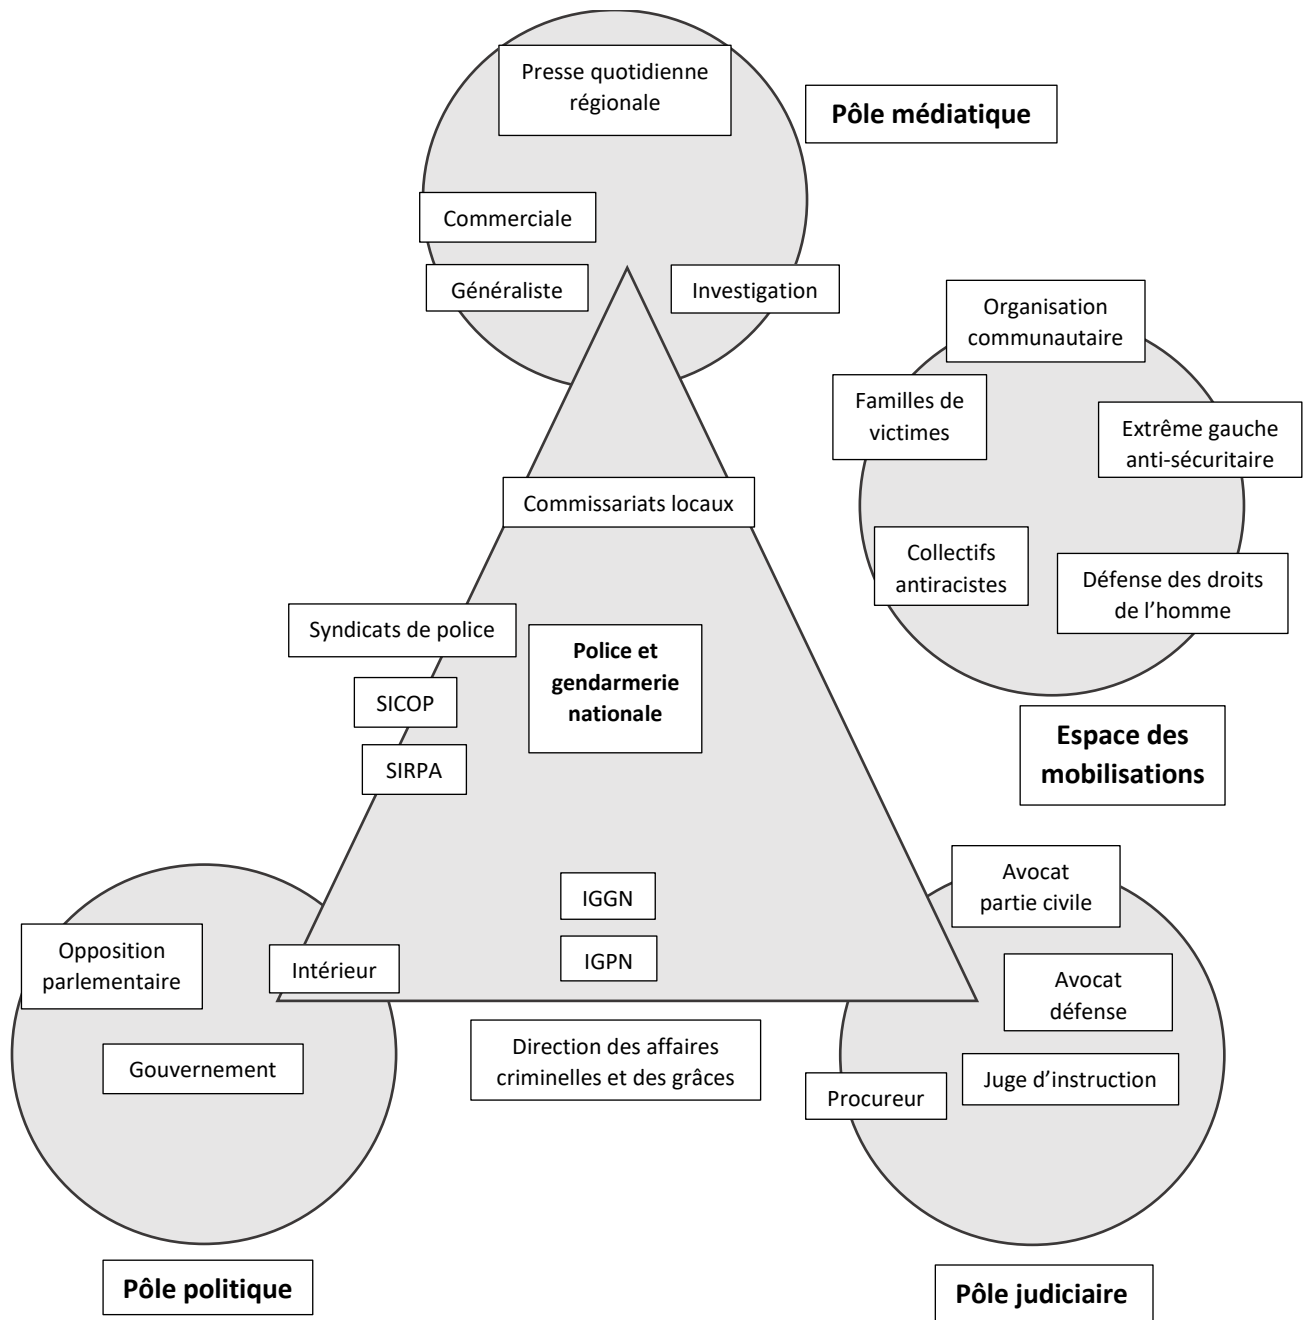 Presse quotidienne
régionale
Pôle médiatique
Commerciale
Généraliste
Investigation
Organisation
communautaire
Familles de
victimes
Extrême gauche
anti-sécuritaire
Commissariats locaux
Collectifs
antiracistes
Défense des droits
de l’homme
Syndicats de police
Police et
gendarmerie
nationale
SICOP
SIRPA
Espace des
mobilisations
Avocat
partie civile
IGGN
IGPN
Opposition
parlementaire
Intérieur
Avocat
défense
Direction des affaires
criminelles et des grâces
Gouvernement
Juge d’instruction
Procureur
Pôle politique
Pôle judiciaire